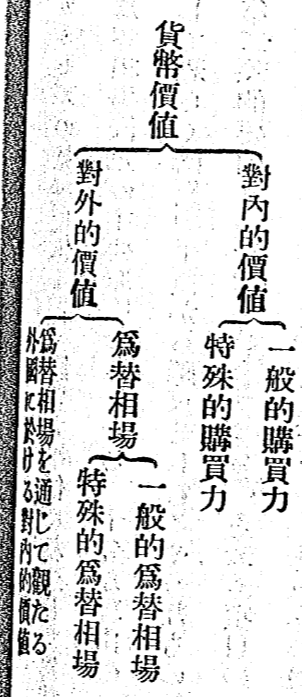 貨幣價値
對內的價値
一般的購買力
特殊的購買力
對外的價値
爲替相場
一般的爲替相場
特殊的爲替相場
爲替相場を通じて觀たる
外國に於ける對內的價値